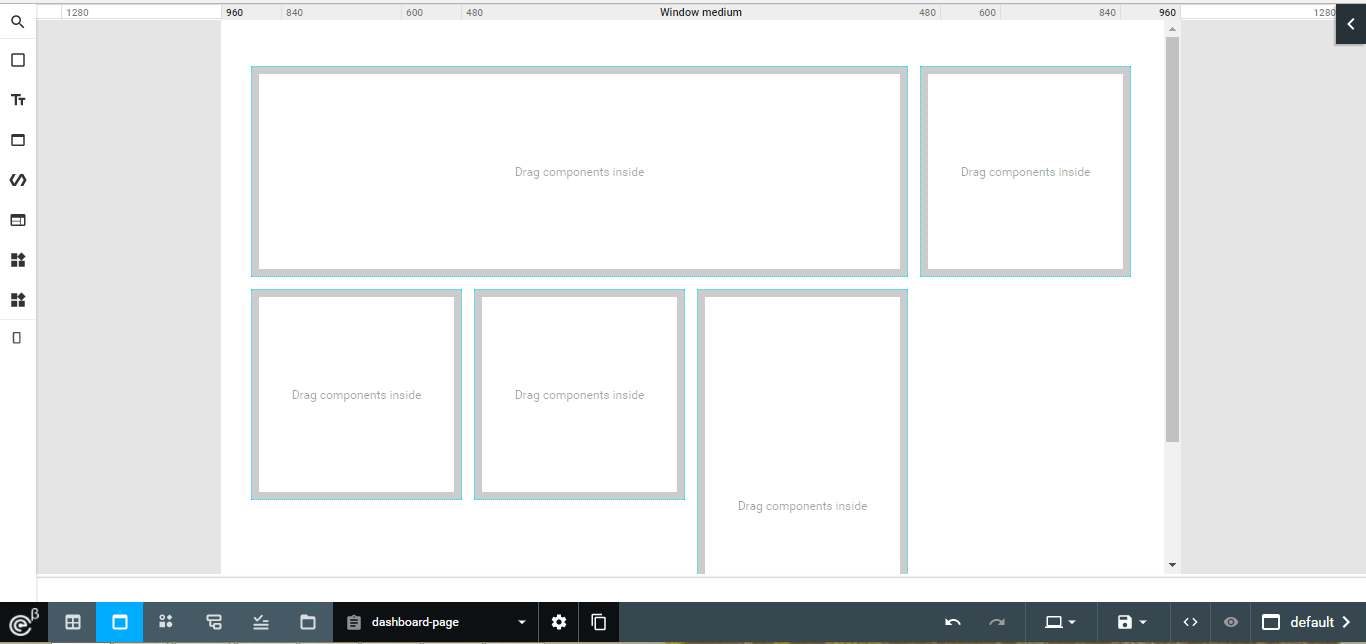 1280 960 840 600 480 Window medium 480 600 840 960 1280
Drag components inside Drag components inside
Drag components inside Drag components inside
Drag components inside
β dashboard-page default